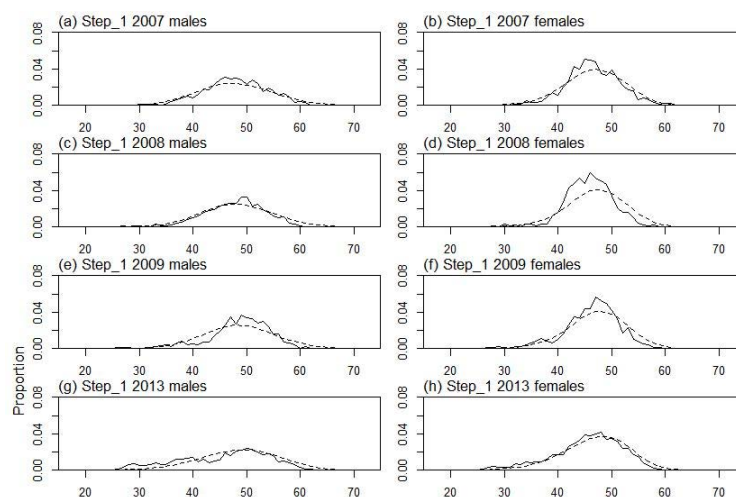 (a) Step_1 2007 males
(b) Step_1 2007 females
0.00 0.04 0.08
0.00 0.04 0.08
20 30 40 50 60 70
20 30 40 50 60 70
(c) Step_1 2008 males
(d) Step_1 2008 females
0.00 0.04 0.08
0.00 0.04 0.08
20 30 40 50 60 70
20 30 40 50 60 70
(e) Step_1 2009 males
(f) Step_1 2009 females
0.00 0.04 0.08
0.00 0.04 0.08
20 30 40 50 60 70
20 30 40 50 60 70
Proportion
(g) Step_1 2013 males
(h) Step_1 2013 females
0.00 0.04 0.08
0.00 0.04 0.08
20 30 40 50 60 70
20 30 40 50 60 70